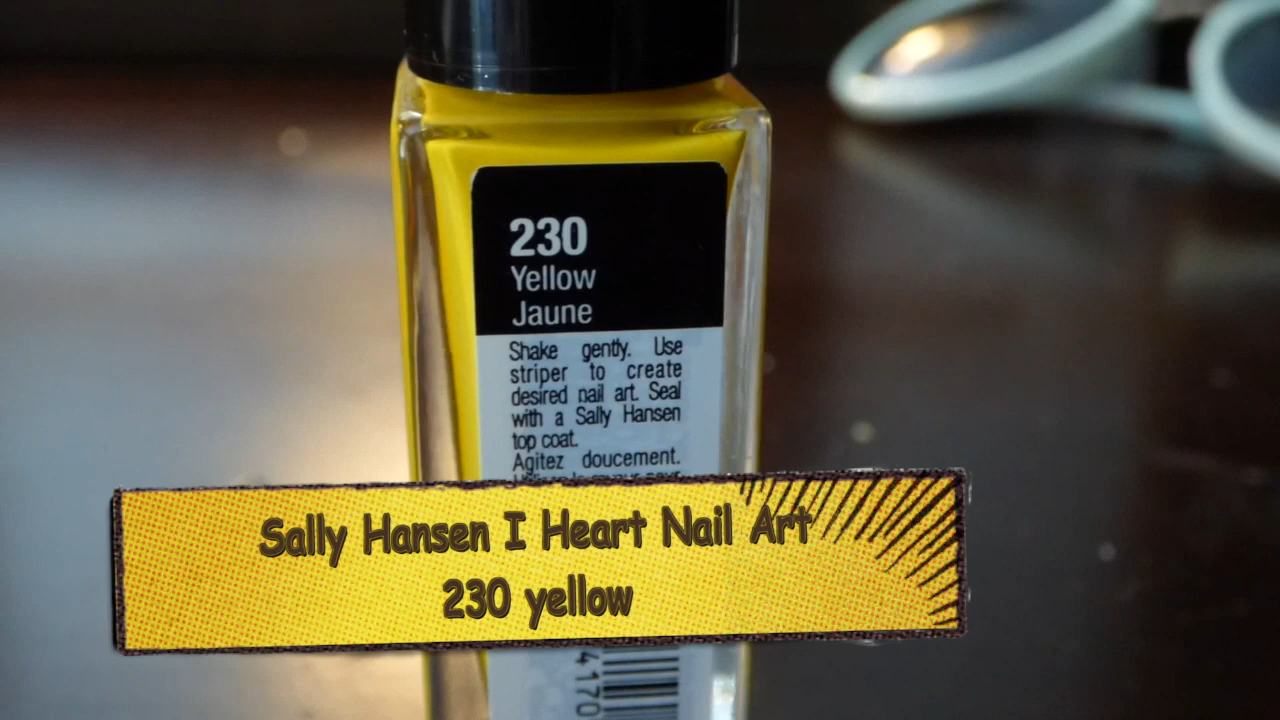 230
Yellow
Jaune
Shake gently. Use
striper to create
desired nail art. Seal
with a Sally Hansen
top coat.
Agitez doucement.
Sally Hansen I Heart Nail Art
230 yellow
4170